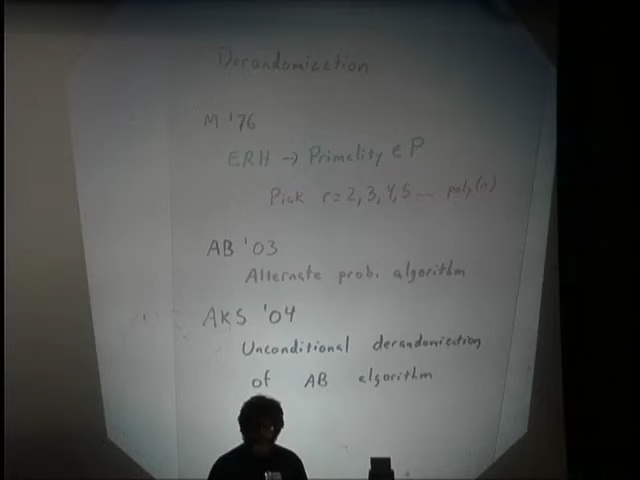 Derandomization
M '76
ERH → Primality ∈ P
Pick r = 2, 3, 4, 5 ... poly(n)
AB '03
Alternate prob. algorithm
AKS '04
Unconditional derandomization
of AB algorithm